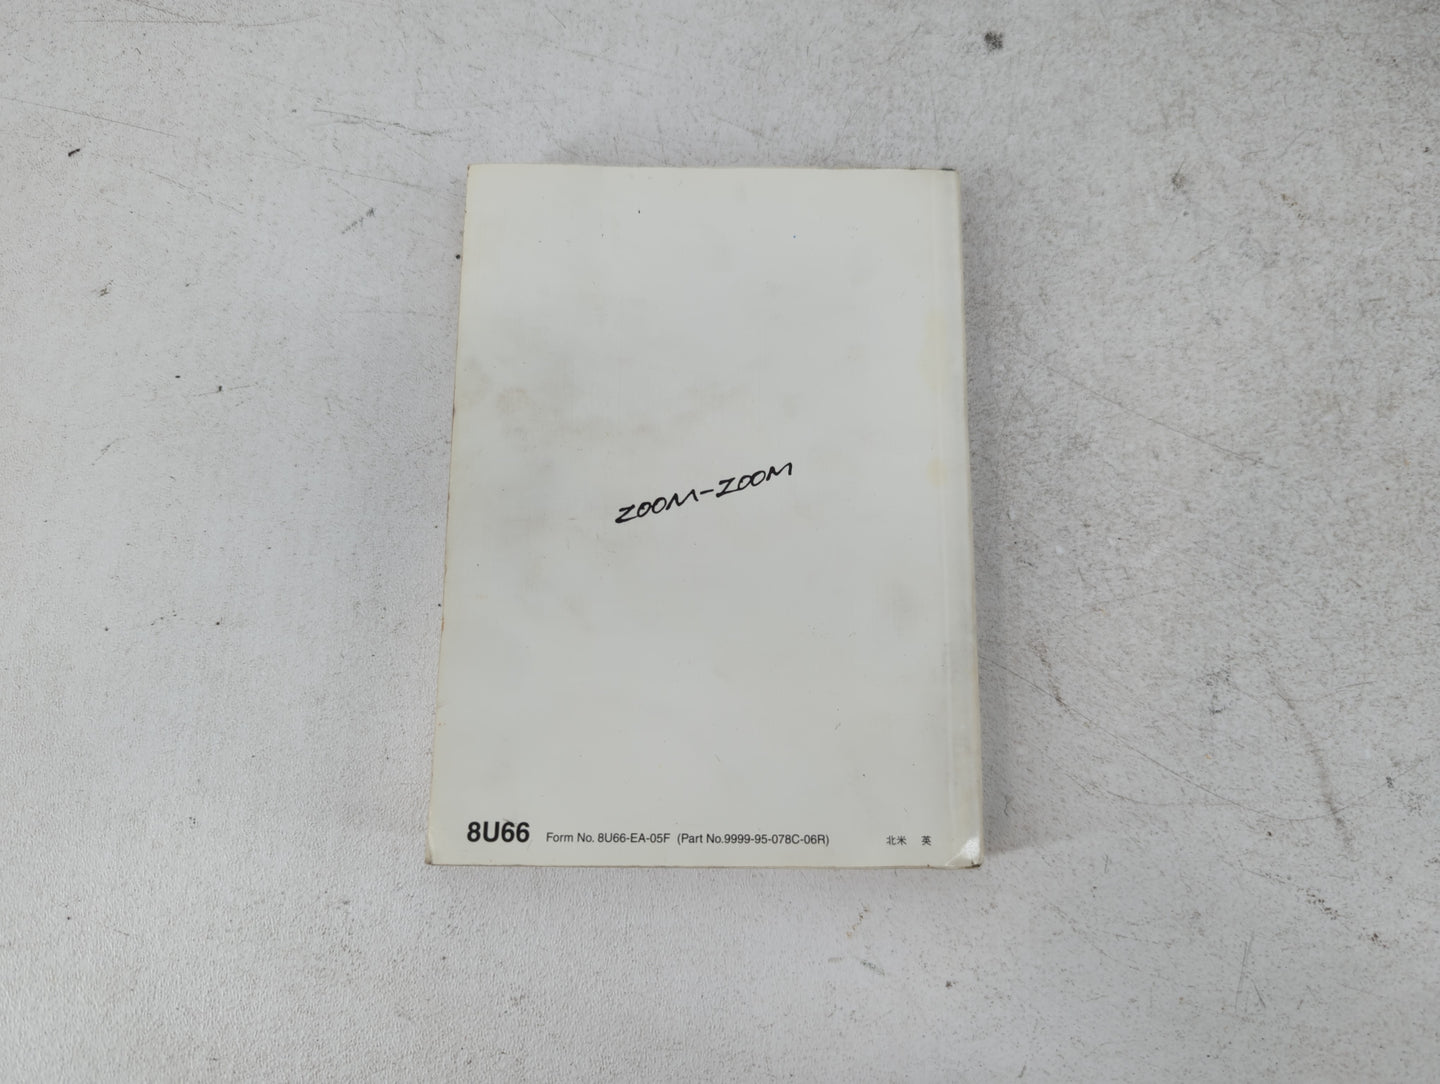 ZOOM-ZOOM
8U66 Form No. 8U66-EA-05F (Part No.9999-95-078C-06R) 北米 英